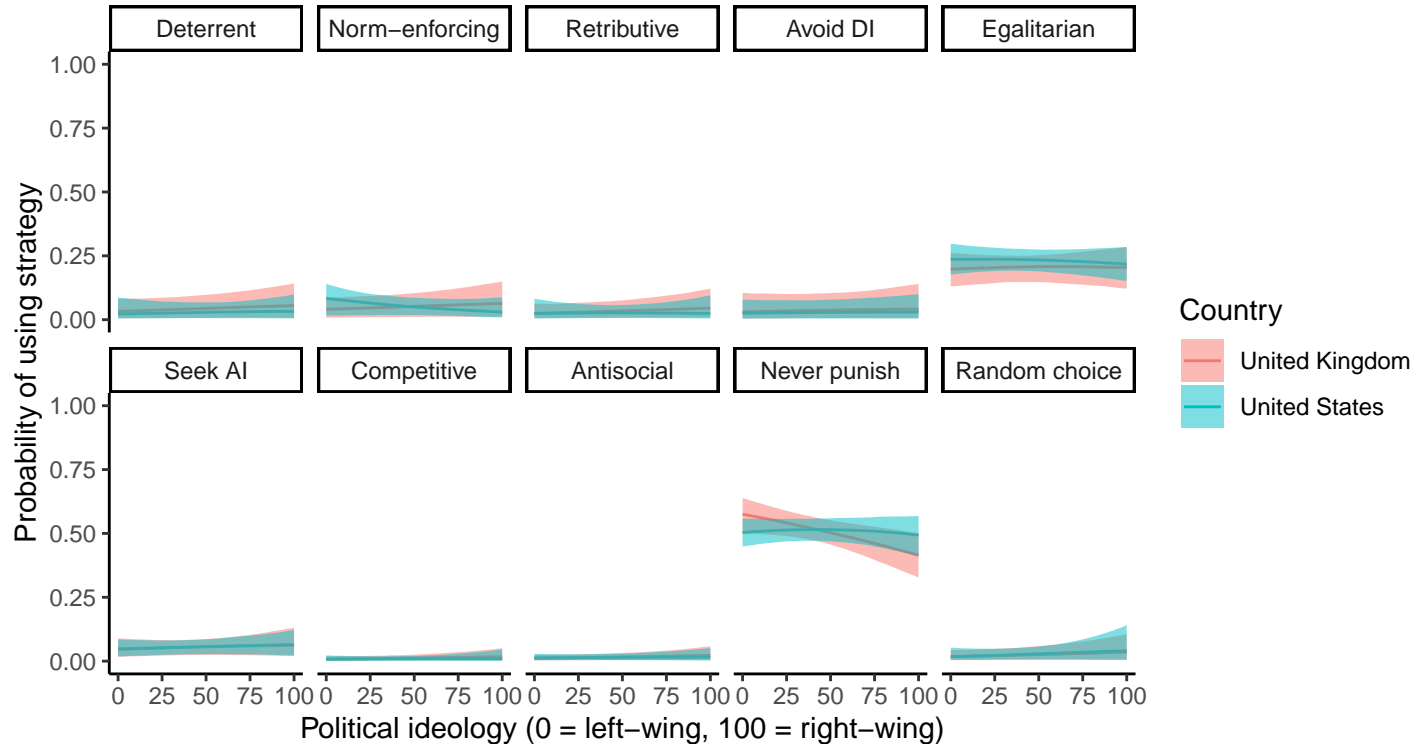 Deterrent Norm−enforcing Retributive Avoid DI Egalitarian
1.00
0.75
0.50
0.25
0.00
Seek AI Competitive Antisocial Never punish Random choice
1.00
0.75
0.50
0.25
0.00
0 25 50 75 100 0 25 50 75 100 0 25 50 75 100 0 25 50 75 100 0 25 50 75 100
Political ideology (0 = left−wing, 100 = right−wing)
Probability of using strategy
Country
United Kingdom
United States